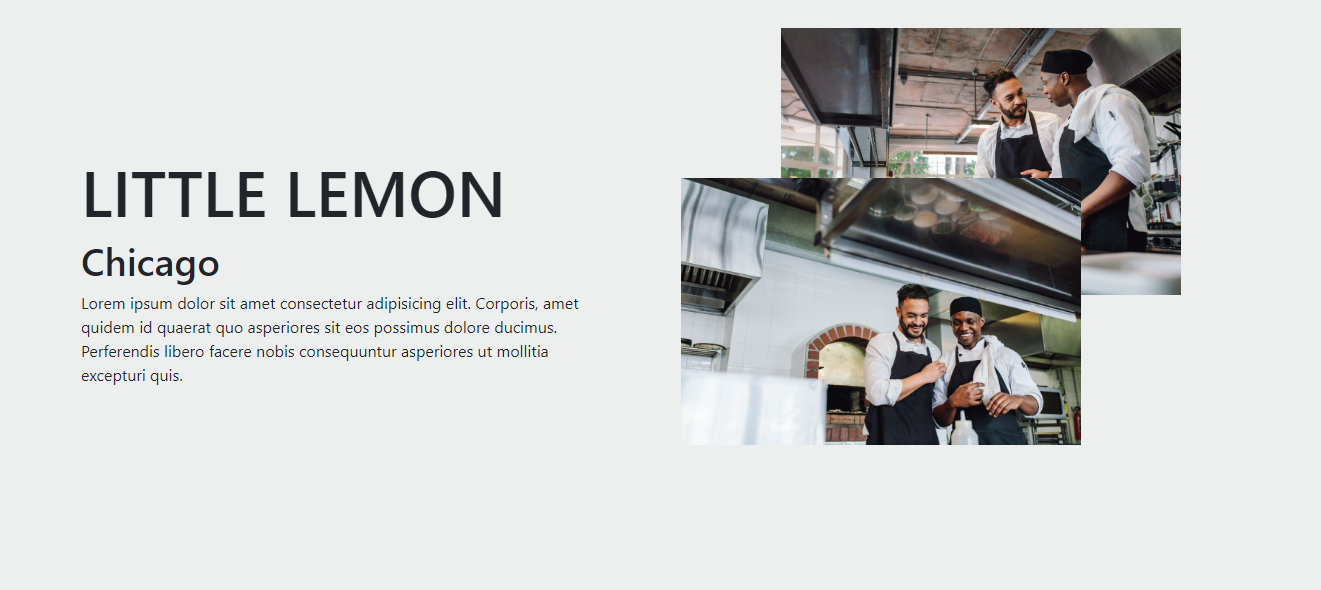 LITTLE LEMON
Chicago
Lorem ipsum dolor sit amet consectetur adipisicing elit. Corporis, amet
quidem id quaerat quo asperiores sit eos possimus dolore ducimus.
Perferendis libero facere nobis consequuntur asperiores ut mollitia
excepturi quis.